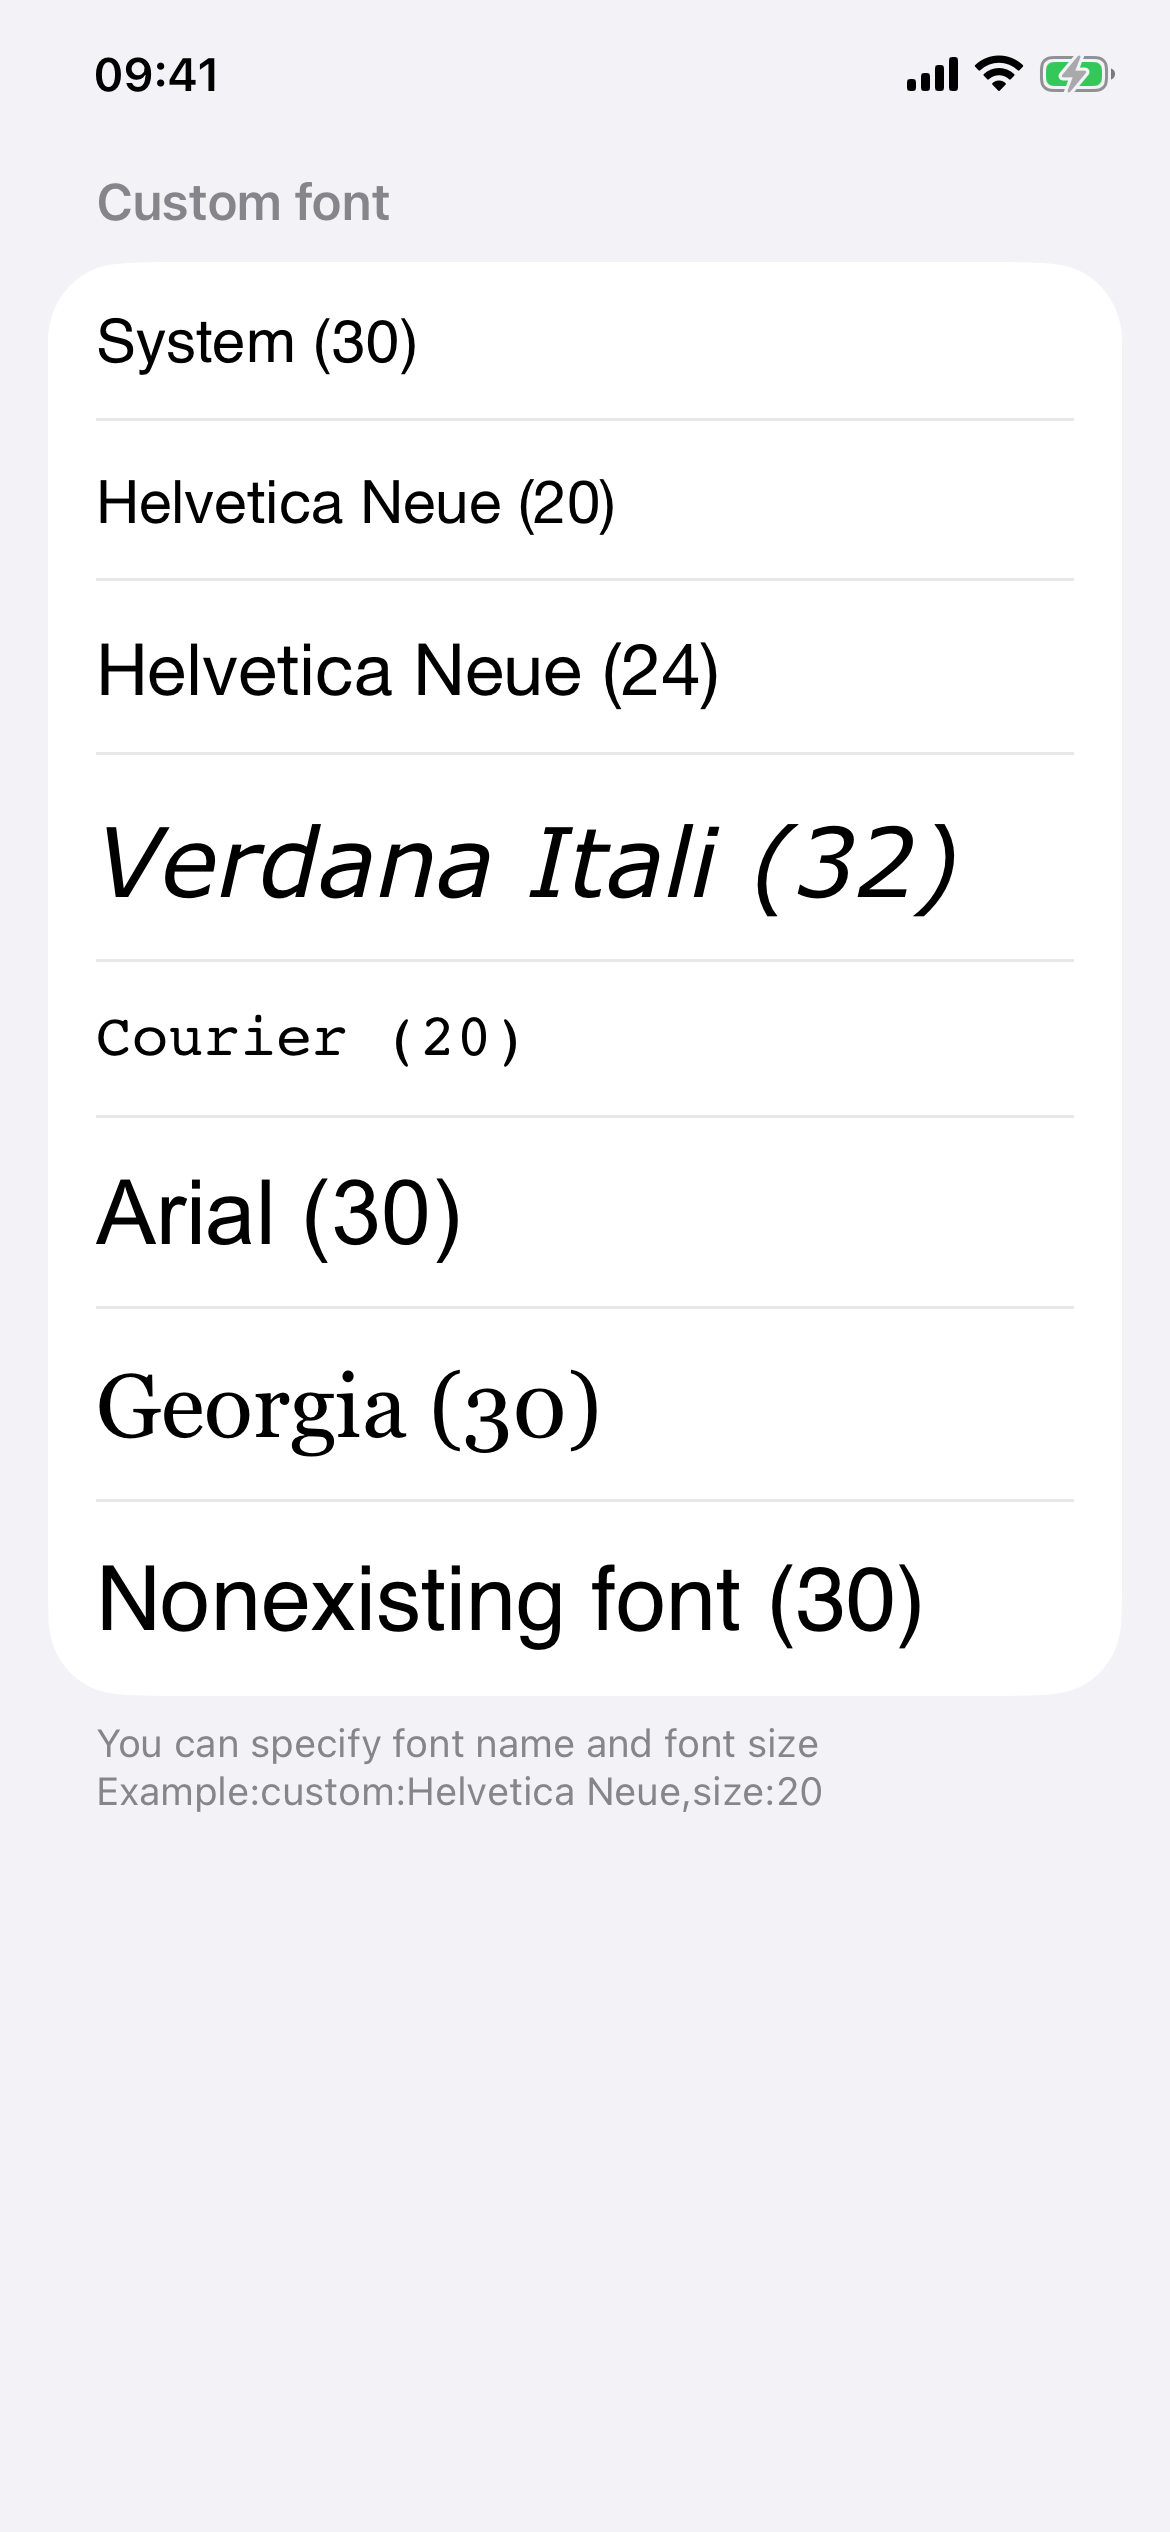 09:41
Custom font
System (30)
Helvetica Neue (20)
Helvetica Neue (24)
Verdana Itali (32)
Courier (20)
Arial (30)
Georgia (30)
Nonexisting font (30)
You can specify font name and font size
Example:custom:Helvetica Neue,size:20